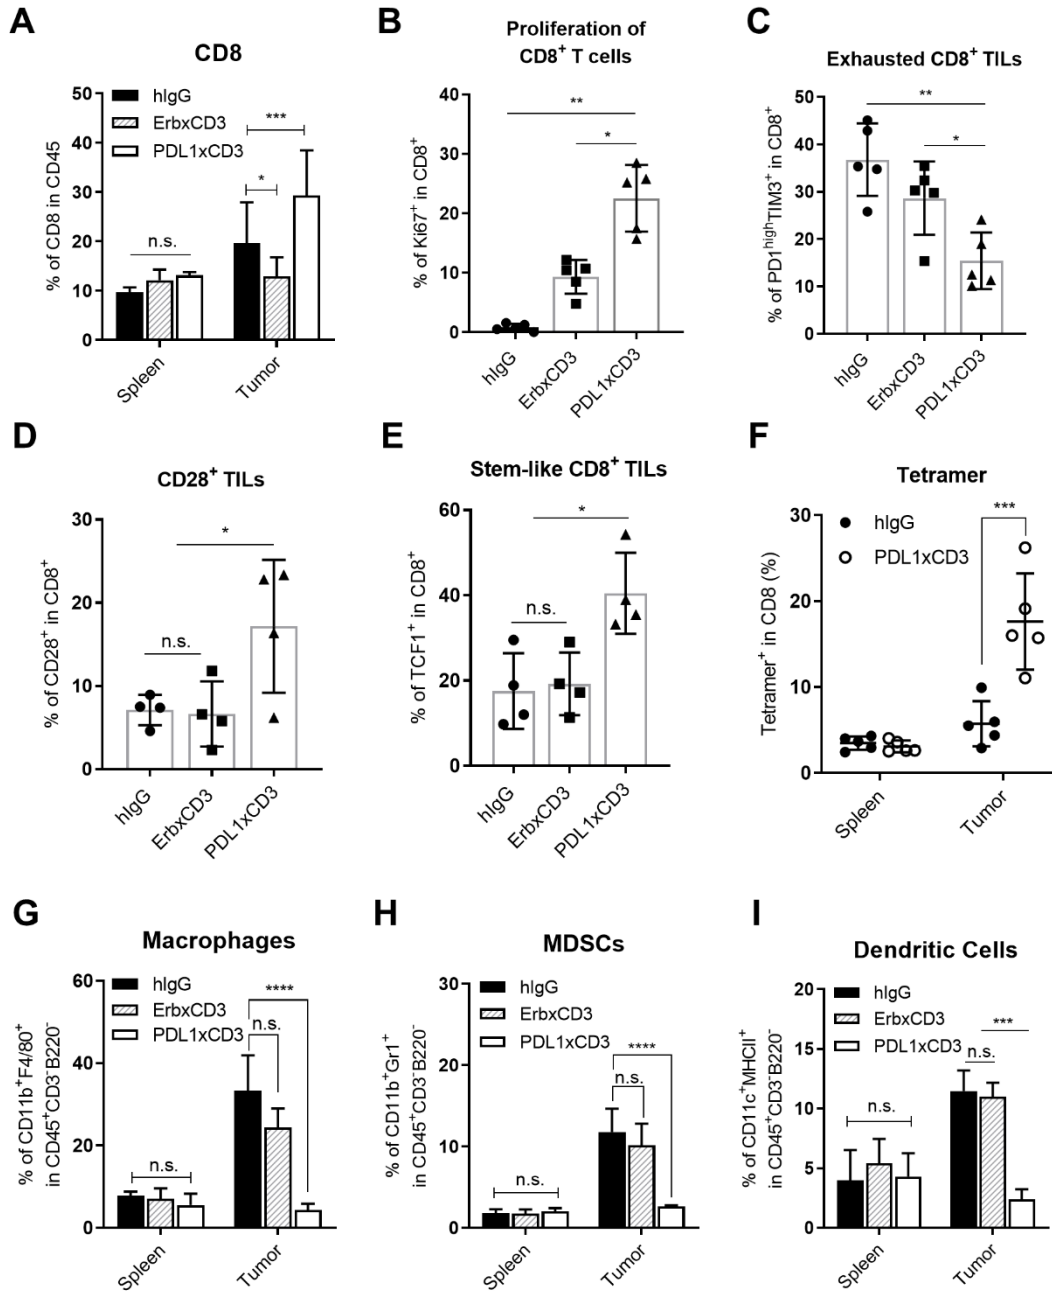 A
CD8
hIgG
ErbxCD3
PDL1xCD3
% of CD8 in CD45
50
40
30
20
10
0
n.s.
*
***
Spleen
Tumor
B
Proliferation of
CD8+ T cells
% of Ki67+ in CD8+
40
30
20
10
0
**
*
hIgG
ErbxCD3
PDL1xCD3
C
Exhausted CD8+ TILs
% of PD1highTIM3+ in CD8+
50
40
30
20
10
0
**
*
hIgG
ErbxCD3
PDL1xCD3
D
CD28+ TILs
% of CD28+ in CD8+
30
20
10
0
*
n.s.
hIgG
ErbxCD3
PDL1xCD3
E
Stem-like CD8+ TILs
% of TCF1+ in CD8+
60
40
20
0
*
n.s.
hIgG
ErbxCD3
PDL1xCD3
F
Tetramer
hIgG
PDL1xCD3
Tetramer+ in CD8 (%)
30
20
10
0
***
Spleen
Tumor
G
Macrophages
hIgG
ErbxCD3
PDL1xCD3
% of CD11b+F4/80+
in CD45+CD3-B220-
60
40
20
0
n.s.
n.s.
****
Spleen
Tumor
H
MDSCs
hIgG
ErbxCD3
PDL1xCD3
% of CD11b+Gr1+
in CD45+CD3-B220-
30
20
10
0
n.s.
n.s.
****
Spleen
Tumor
I
Dendritic Cells
hIgG
ErbxCD3
PDL1xCD3
% of CD11c+MHCII+
in CD45+CD3-B220-
20
15
10
5
0
n.s.
n.s.
***
Spleen
Tumor